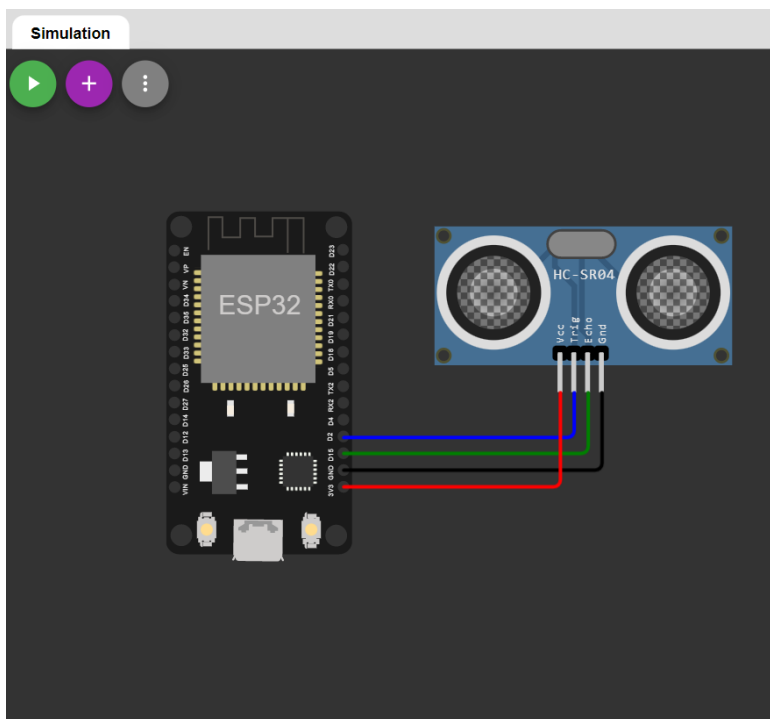 Simulation
ESP32
EN
VP
VN
D34
D35
D32
D33
D25
D26
D27
D14
D12
D13
GND
VIN
D23
D22
TX0
RX0
D21
D19
D18
D5
TX2
RX2
D4
D2
D15
GND
3V3
HC-SR04
Vcc
Trig
Echo
Gnd